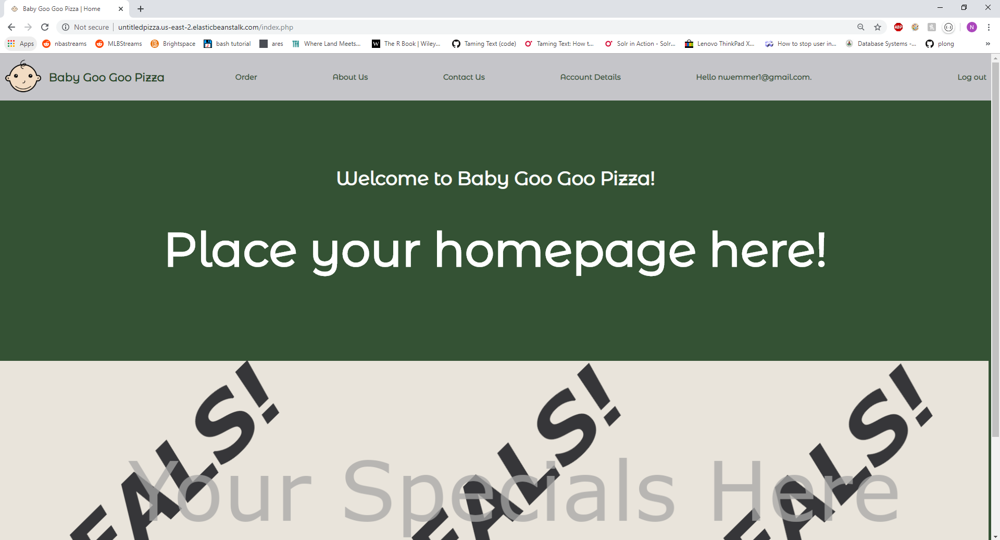 Baby Goo Goo Pizza | Home
Not secure | untitledpizza.us-east-2.elasticbeanstalk.com/index.php
ABP
N
Apps nbastreams MLBStreams Brightspace bash tutorial ares Where Land Meets... The R Book | Wiley... Taming Text (code) Taming Text: How t... Solr in Action - Solr... Lenovo ThinkPad X... How to stop user in... Database Systems -... plong »
Baby Goo Goo Pizza Order About Us Contact Us Account Details Hello nwemmer1@gmail.com. Log out
Welcome to Baby Goo Goo Pizza!
Place your homepage here!
EALS! EALS! EALS!
Your Specials Here